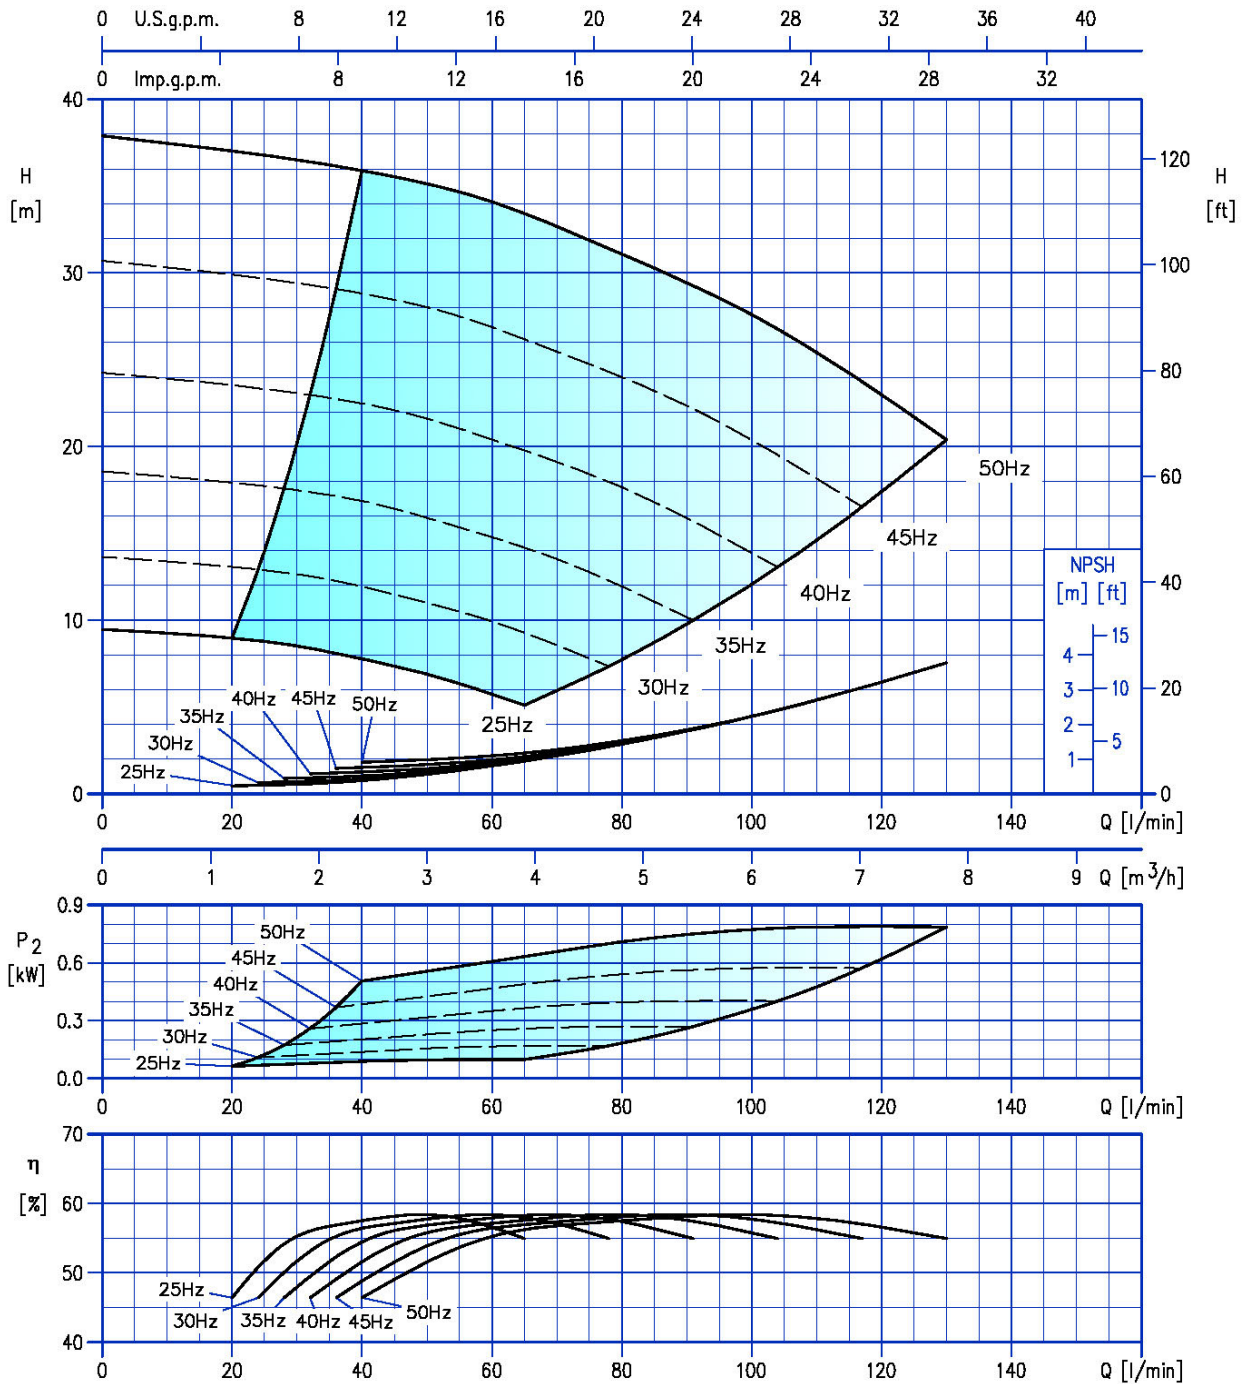 0 U.S.g.p.m. 8 12 16 20 24 28 32 36 40
0 Imp.g.p.m. 8 12 16 20 24 28 32
40
H
[m]
30
20
10
0
120
H
[ft]
100
80
60
40
20
0
50Hz
45Hz
40Hz
35Hz
30Hz
25Hz
NPSH
[m] [ft]
15
4
3 10
2
5
1
50Hz
45Hz
40Hz
35Hz
30Hz
25Hz
0 20 40 60 80 100 120 140 Q [l/min]
0 1 2 3 4 5 6 7 8 9 Q [m³/h]
0.9
P2
[kW]
0.6
0.3
0.0
50Hz
45Hz
40Hz
35Hz
30Hz
25Hz
0 20 40 60 80 100 120 140 Q [l/min]
70
η
[%]
60
50
40
25Hz
30Hz
35Hz
40Hz
45Hz
50Hz
0 20 40 60 80 100 120 140 Q [l/min]